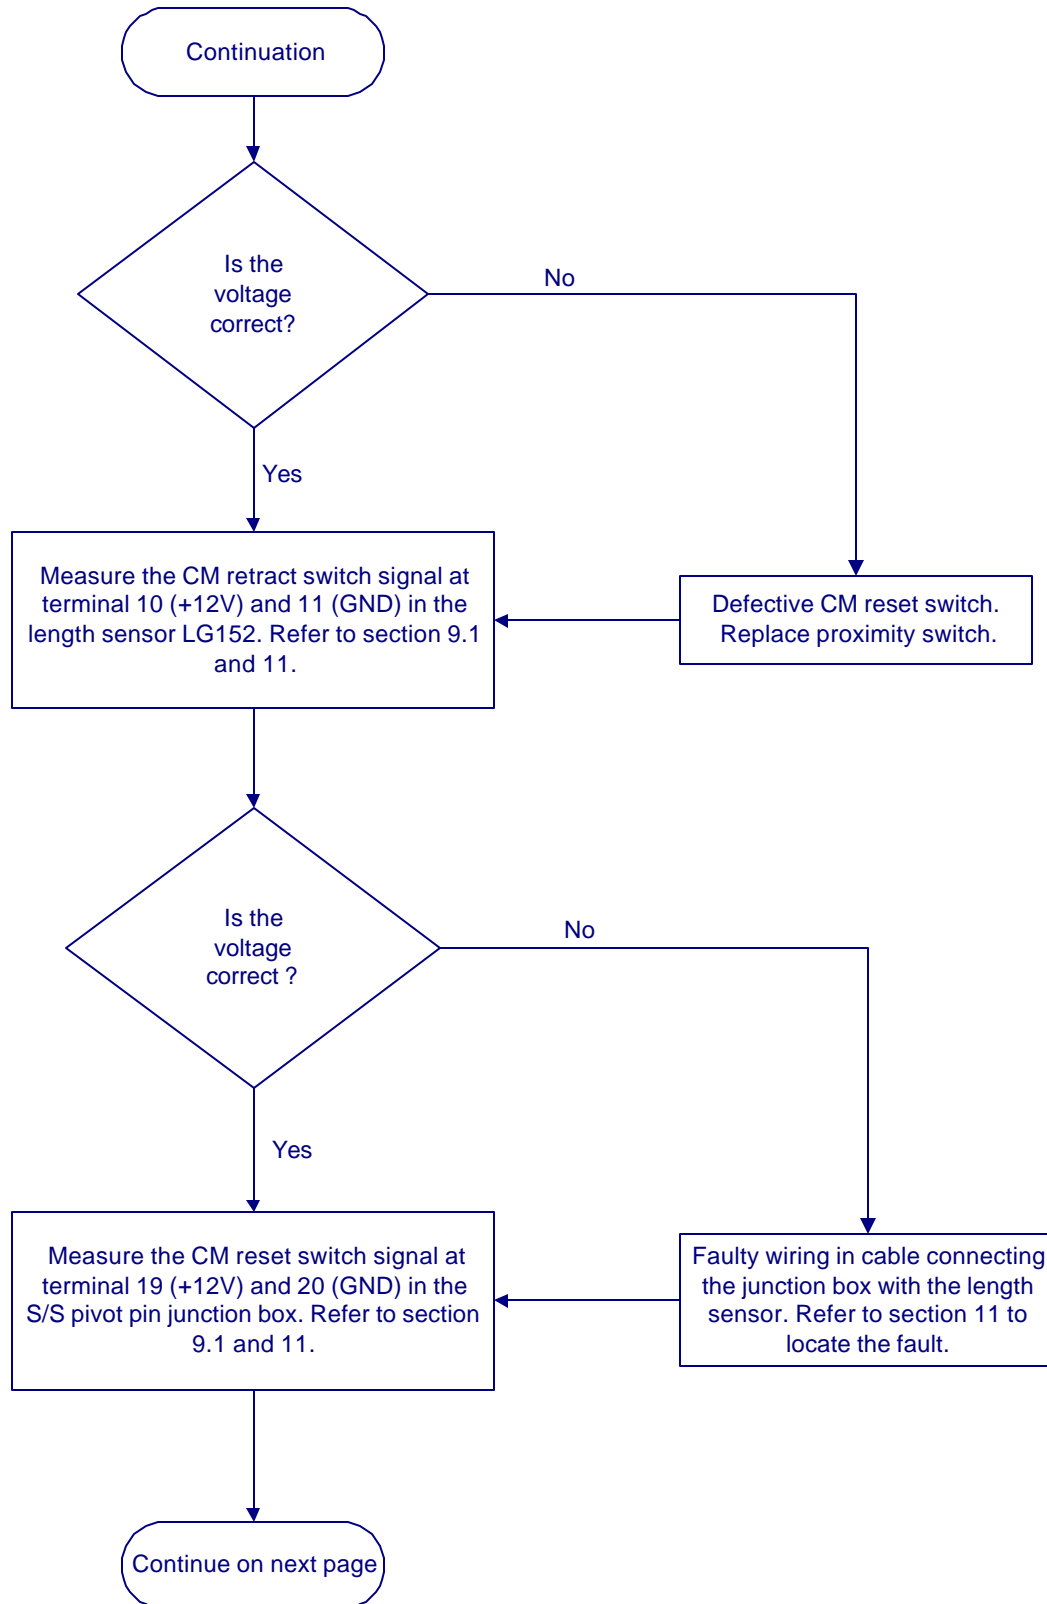 Continuation
Is the
voltage
correct?
No
Yes
Measure the CM retract switch signal at
terminal 10 (+12V) and 11 (GND) in the
length sensor LG152. Refer to section 9.1
and 11.
Defective CM reset switch.
Replace proximity switch.
Is the
voltage
correct ?
No
Yes
Measure the CM reset switch signal at
terminal 19 (+12V) and 20 (GND) in the
S/S pivot pin junction box. Refer to section
9.1 and 11.
Faulty wiring in cable connecting
the junction box with the length
sensor. Refer to section 11 to
locate the fault.
Continue on next page